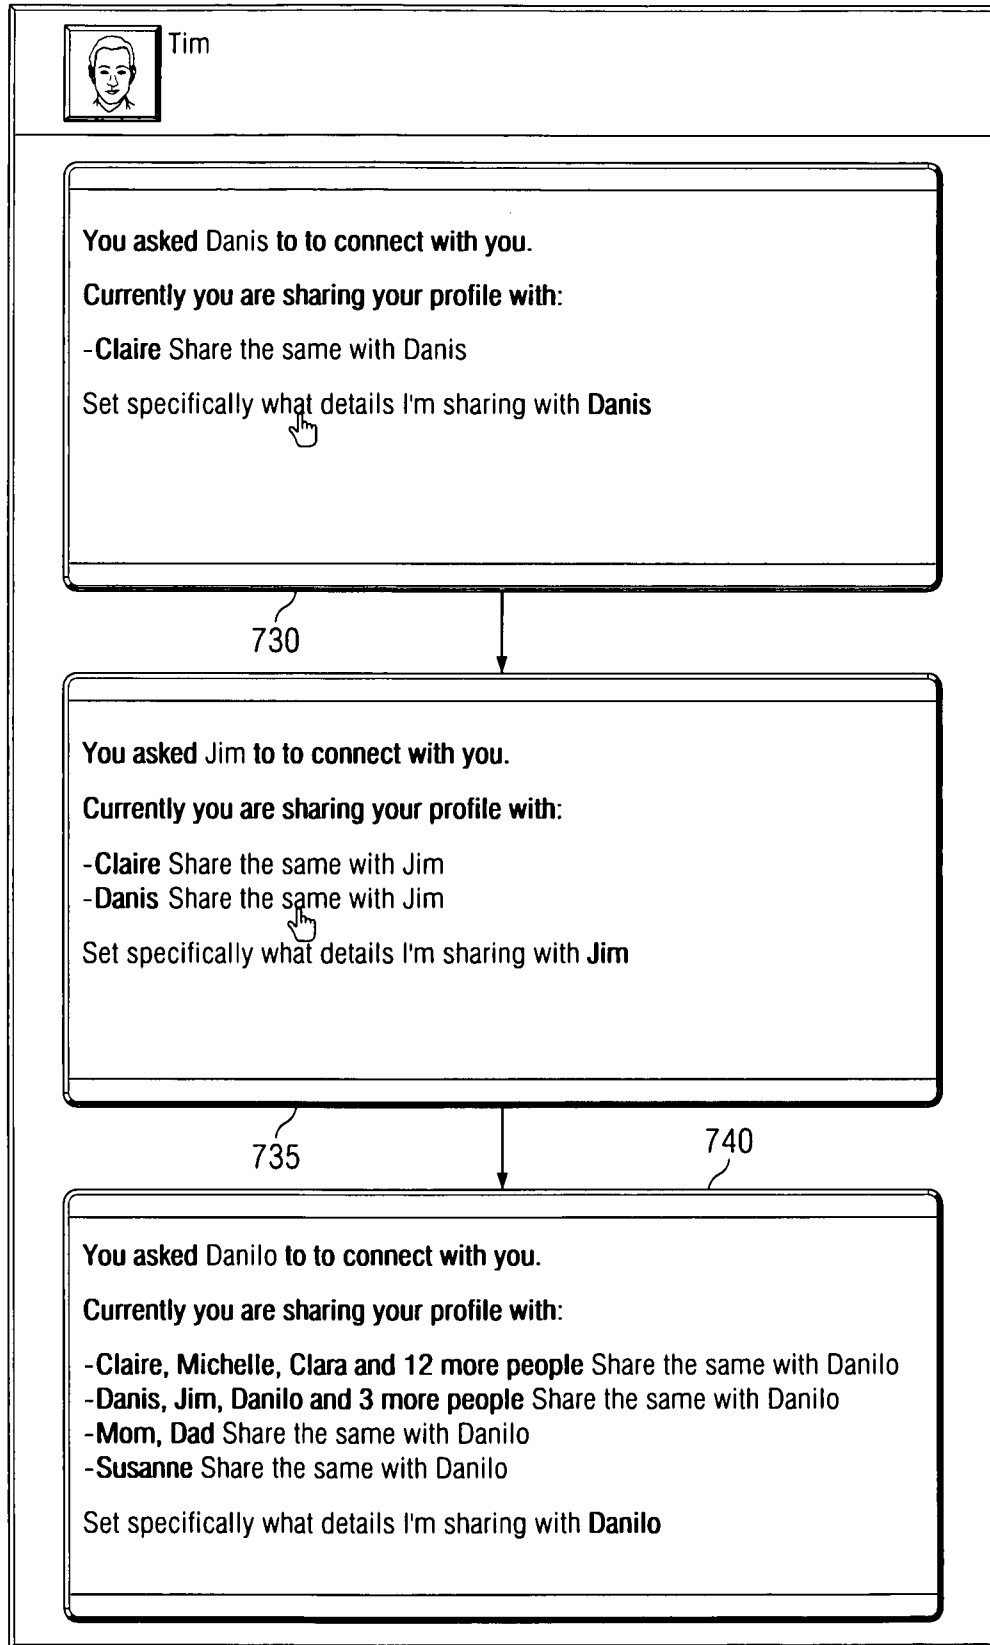 Tim
You asked Danis to to connect with you.
Currently you are sharing your profile with:
-Claire Share the same with Danis
Set specifically what details I'm sharing with Danis
730
You asked Jim to to connect with you.
Currently you are sharing your profile with:
-Claire Share the same with Jim
-Danis Share the same with Jim
Set specifically what details I'm sharing with Jim
735
740
You asked Danilo to to connect with you.
Currently you are sharing your profile with:
-Claire, Michelle, Clara and 12 more people Share the same with Danilo
-Danis, Jim, Danilo and 3 more people Share the same with Danilo
-Mom, Dad Share the same with Danilo
-Susanne Share the same with Danilo
Set specifically what details I'm sharing with Danilo